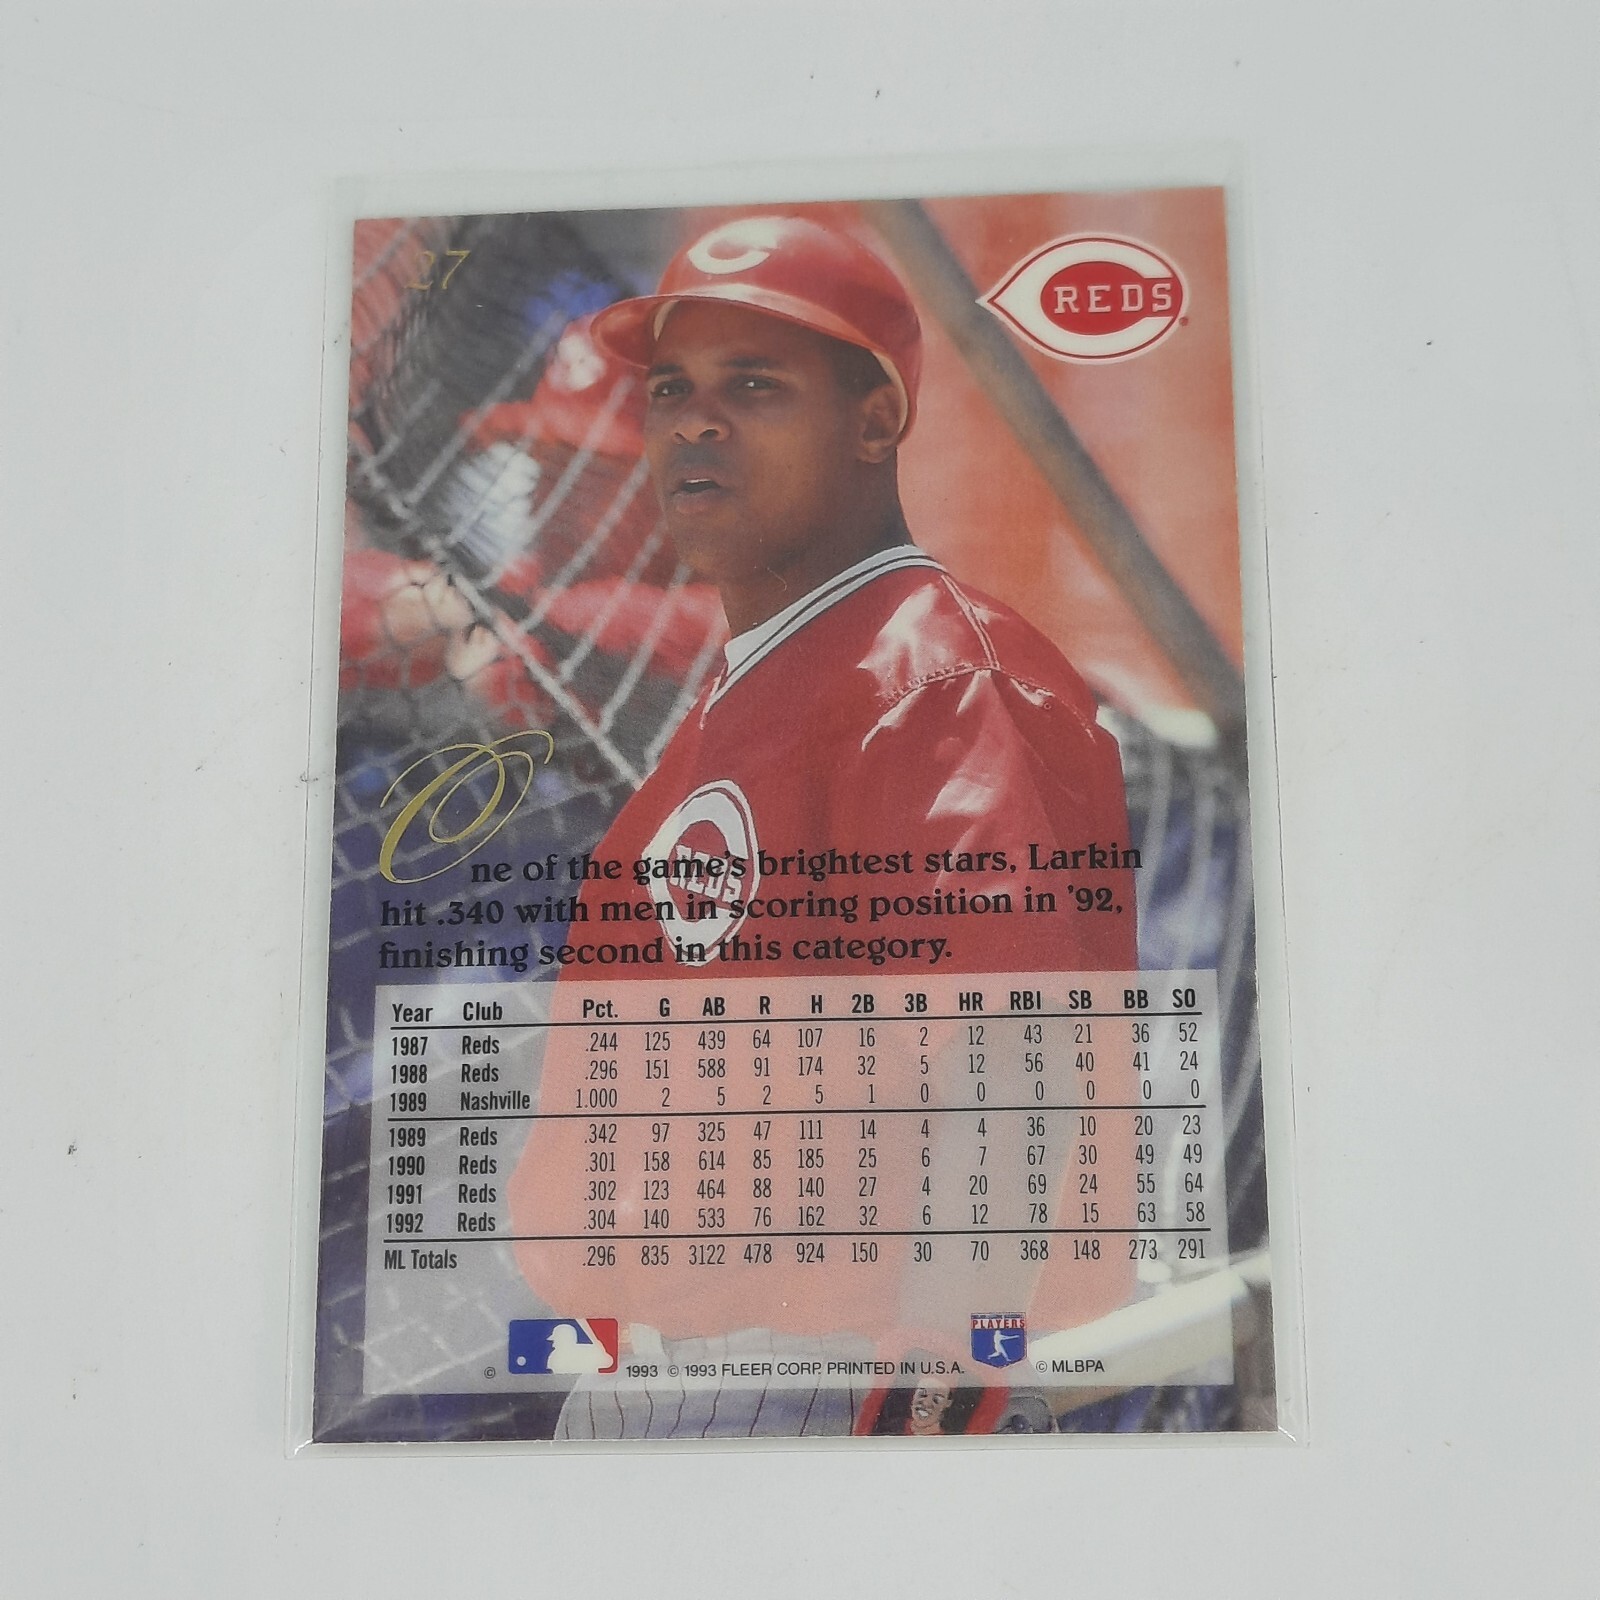 27
REDS
One of the game's brightest stars, Larkin
hit .340 with men in scoring position in '92,
finishing second in this category.
REDS
Year Club Pct. G AB R H 2B 3B HR RBI SB BB SO
1987 Reds .244 125 439 64 107 16 2 12 43 21 36 52
1988 Reds .296 151 588 91 174 32 5 12 56 40 41 24
1989 Nashville 1.000 2 5 2 5 1 0 0 0 0 0 0
1989 Reds .342 97 325 47 111 14 4 4 36 10 20 23
1990 Reds .301 158 614 85 185 25 6 7 67 30 49 49
1991 Reds .302 123 464 88 140 27 4 20 69 24 55 64
1992 Reds .304 140 533 76 162 32 6 12 78 15 63 58
ML Totals .296 835 3122 478 924 150 30 70 368 148 273 291
PLAYERS
© 1993 © 1993 FLEER CORP. PRINTED IN U.S.A. © MLBPA